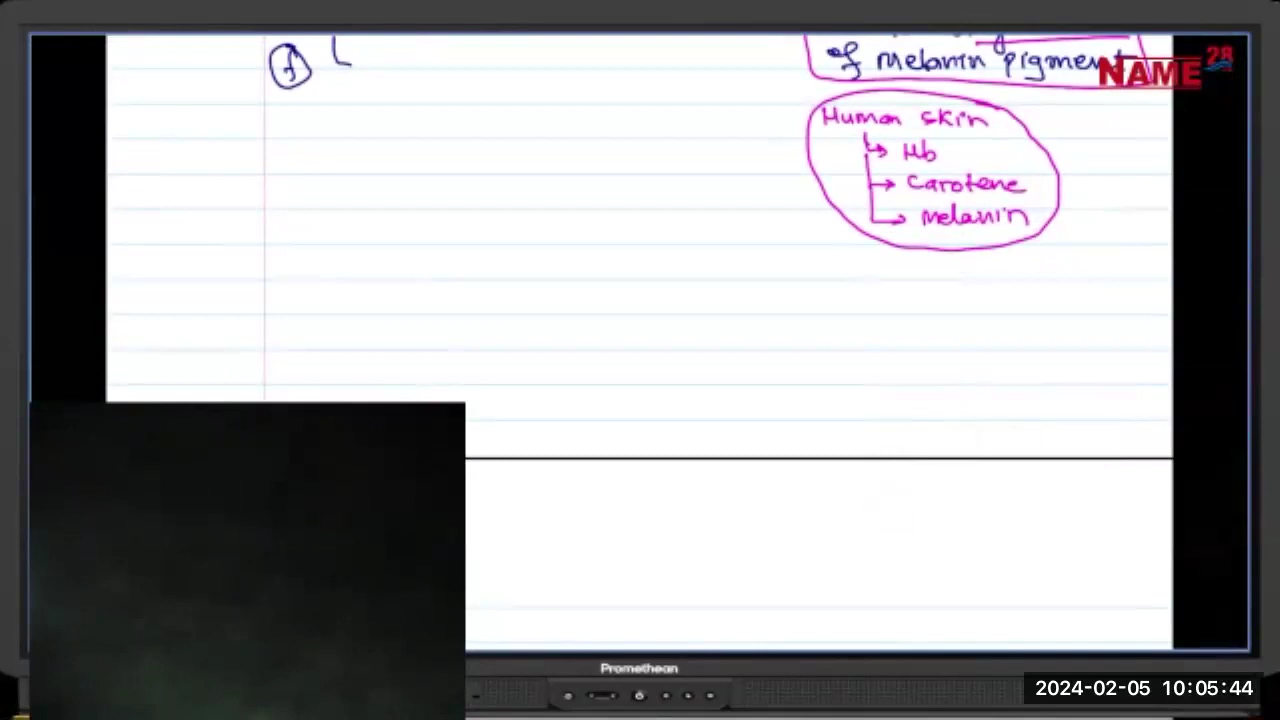 of melanin pigment
NAME 28
f
Human skin
Hb
Carotene
melanin
Promethean
2024-02-05 10:05:44